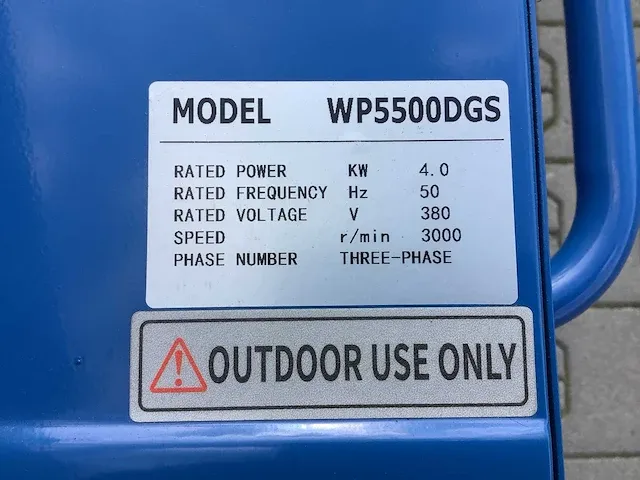 MODEL WP5500DGS
RATED POWER KW 4.0
RATED FREQUENCY Hz 50
RATED VOLTAGE V 380
SPEED r/min 3000
PHASE NUMBER THREE-PHASE
OUTDOOR USE ONLY